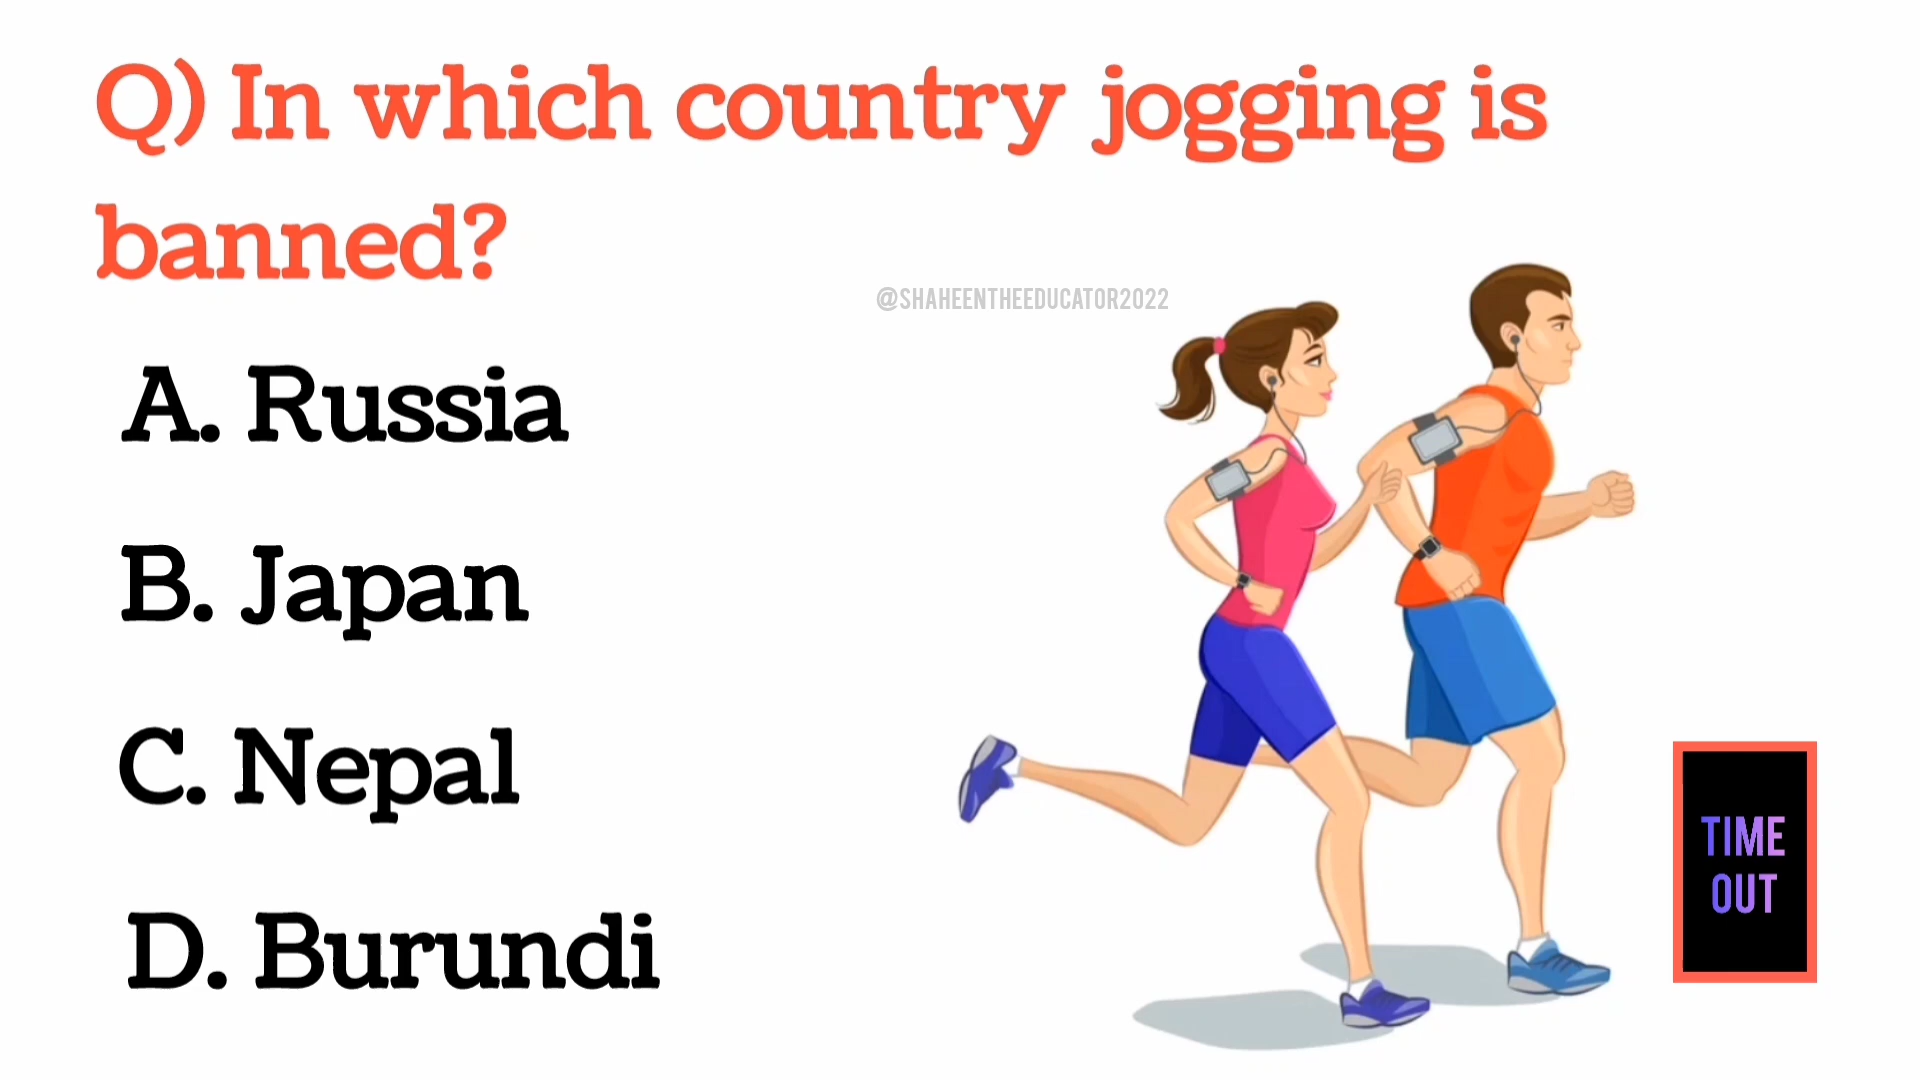 Q) In which country jogging is
banned?
@SHAHEENTHEEDUCATOR2022
A. Russia
B. Japan
C. Nepal
D. Burundi
TIME
OUT